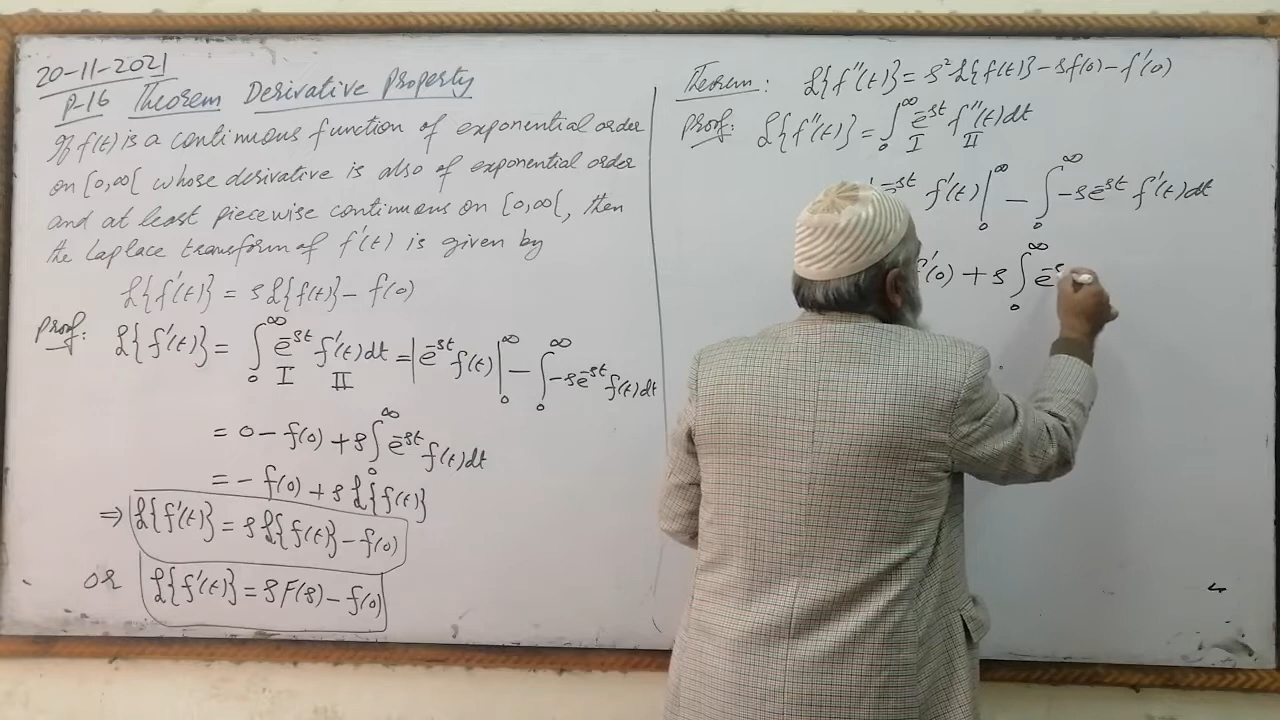 20-11-2021
P-16 Theorem Derivative Property
If f(t) is a continuous function of exponential order
on [0,∞[ whose derivative is also of exponential order
and at least piecewise continuous on [0,∞[, then
the Laplace transform of f'(t) is given by
ℒ{f'(t)} = sℒ{f(t)} - f(0)
Proof: ℒ{f'(t)} = ∫₀^∞ e^{-st} f'(t) dt = |e^{-st} f(t)|₀^∞ - ∫₀^∞ -s e^{-st} f(t) dt
I II
= 0 - f(0) + s∫₀^∞ e^{-st} f(t) dt
= - f(0) + sℒ{f(t)}
⇒ ℒ{f'(t)} = sℒ{f(t)} - f(0)
or ℒ{f'(t)} = sF(s) - f(0)
Theorem: ℒ{f''(t)} = s²ℒ{f(t)} - sf(0) - f'(0)
Proof: ℒ{f''(t)} = ∫₀^∞ e^{-st} f''(t) dt
I II
e^{-st} f'(t)|₀^∞ - ∫₀^∞ -s e^{-st} f'(t) dt
f'(0) + s∫₀^∞ e^{-s